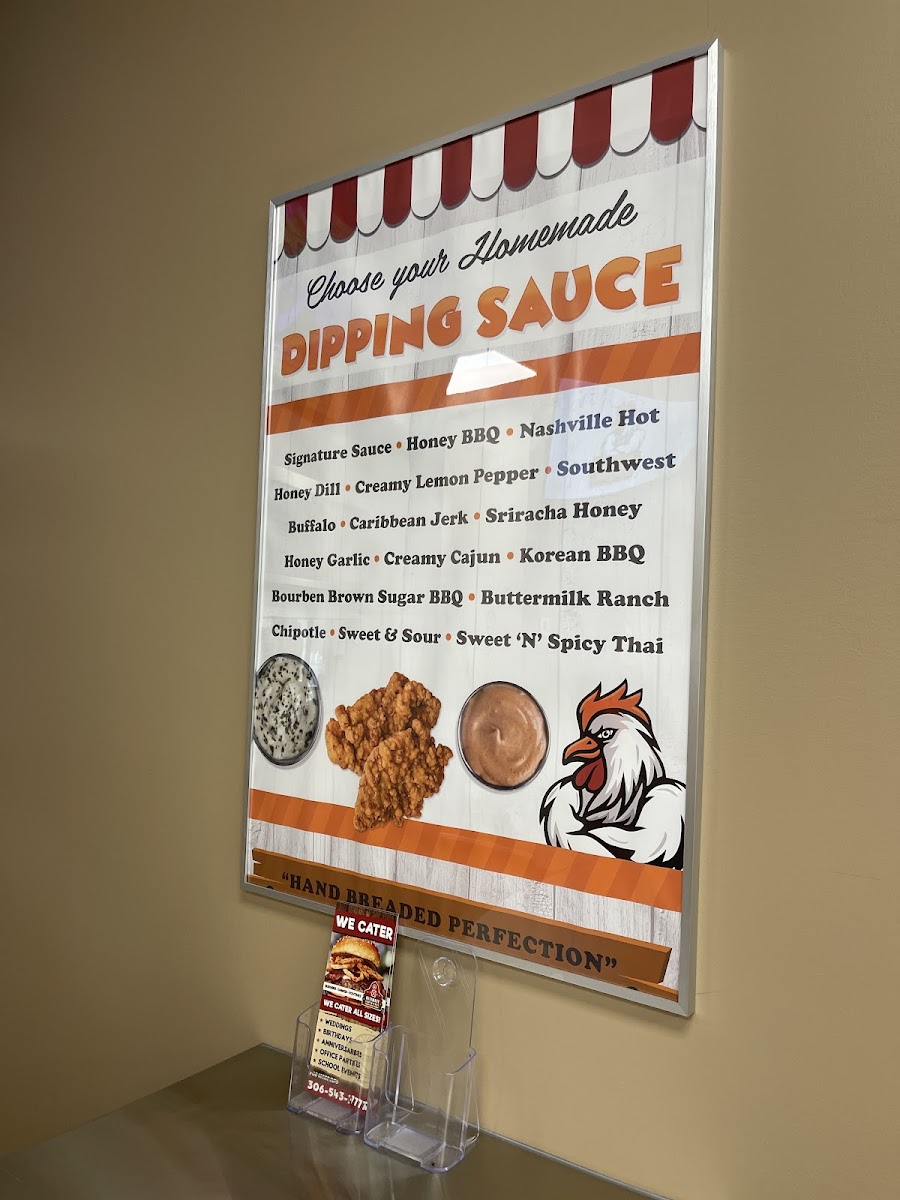 Choose your Homemade
DIPPING SAUCE
Signature Sauce • Honey BBQ • Nashville Hot
Honey Dill • Creamy Lemon Pepper • Southwest
Buffalo • Caribbean Jerk • Sriracha Honey
Honey Garlic • Creamy Cajun • Korean BBQ
Bourben Brown Sugar BBQ • Buttermilk Ranch
Chipotle • Sweet & Sour • Sweet ‘N’ Spicy Thai
“HAND BREADED PERFECTION”
WE CATER
WE CATER ALL SIZES!
• WEDDINGS
• BIRTHDAYS
• ANNIVERSARIES
• OFFICE PARTIES
• SCHOOL EVENTS